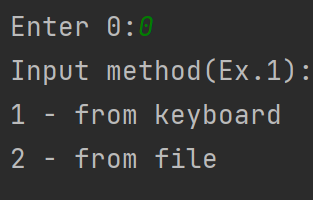 Enter 0:0
Input method(Ex.1):
1 - from keyboard
2 - from file